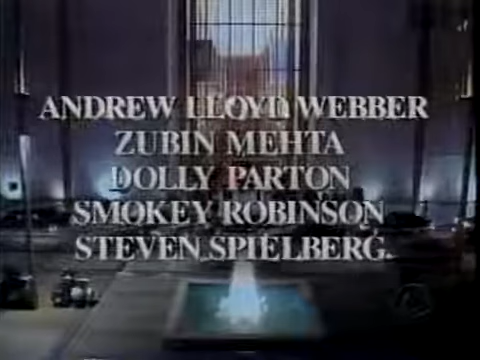 ANDREW LLOYD WEBBER
ZUBIN MEHTA
DOLLY PARTON
SMOKEY ROBINSON
STEVEN SPIELBERG